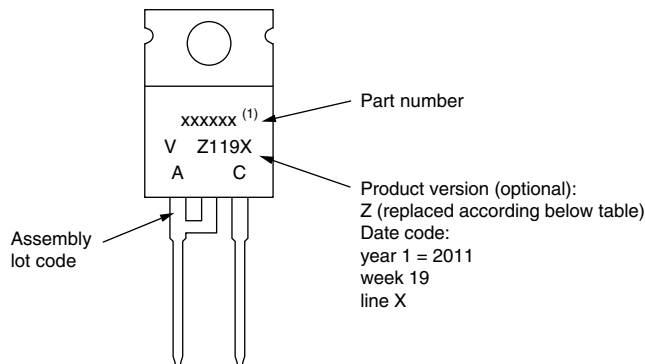 xxxxxx (1)
V Z119X
A C
Part number
Product version (optional):
Z (replaced according below table)
Date code:
year 1 = 2011
week 19
line X
Assembly
lot code